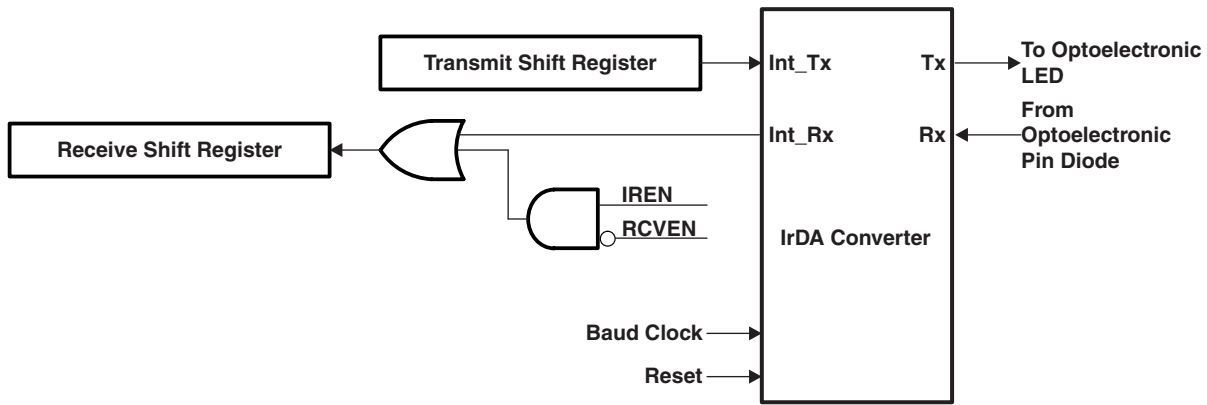 Transmit Shift Register
Int_Tx
Tx
To Optoelectronic
LED
Receive Shift Register
Int_Rx
Rx
From
Optoelectronic
Pin Diode
IREN
RCVEN
IrDA Converter
Baud Clock
Reset